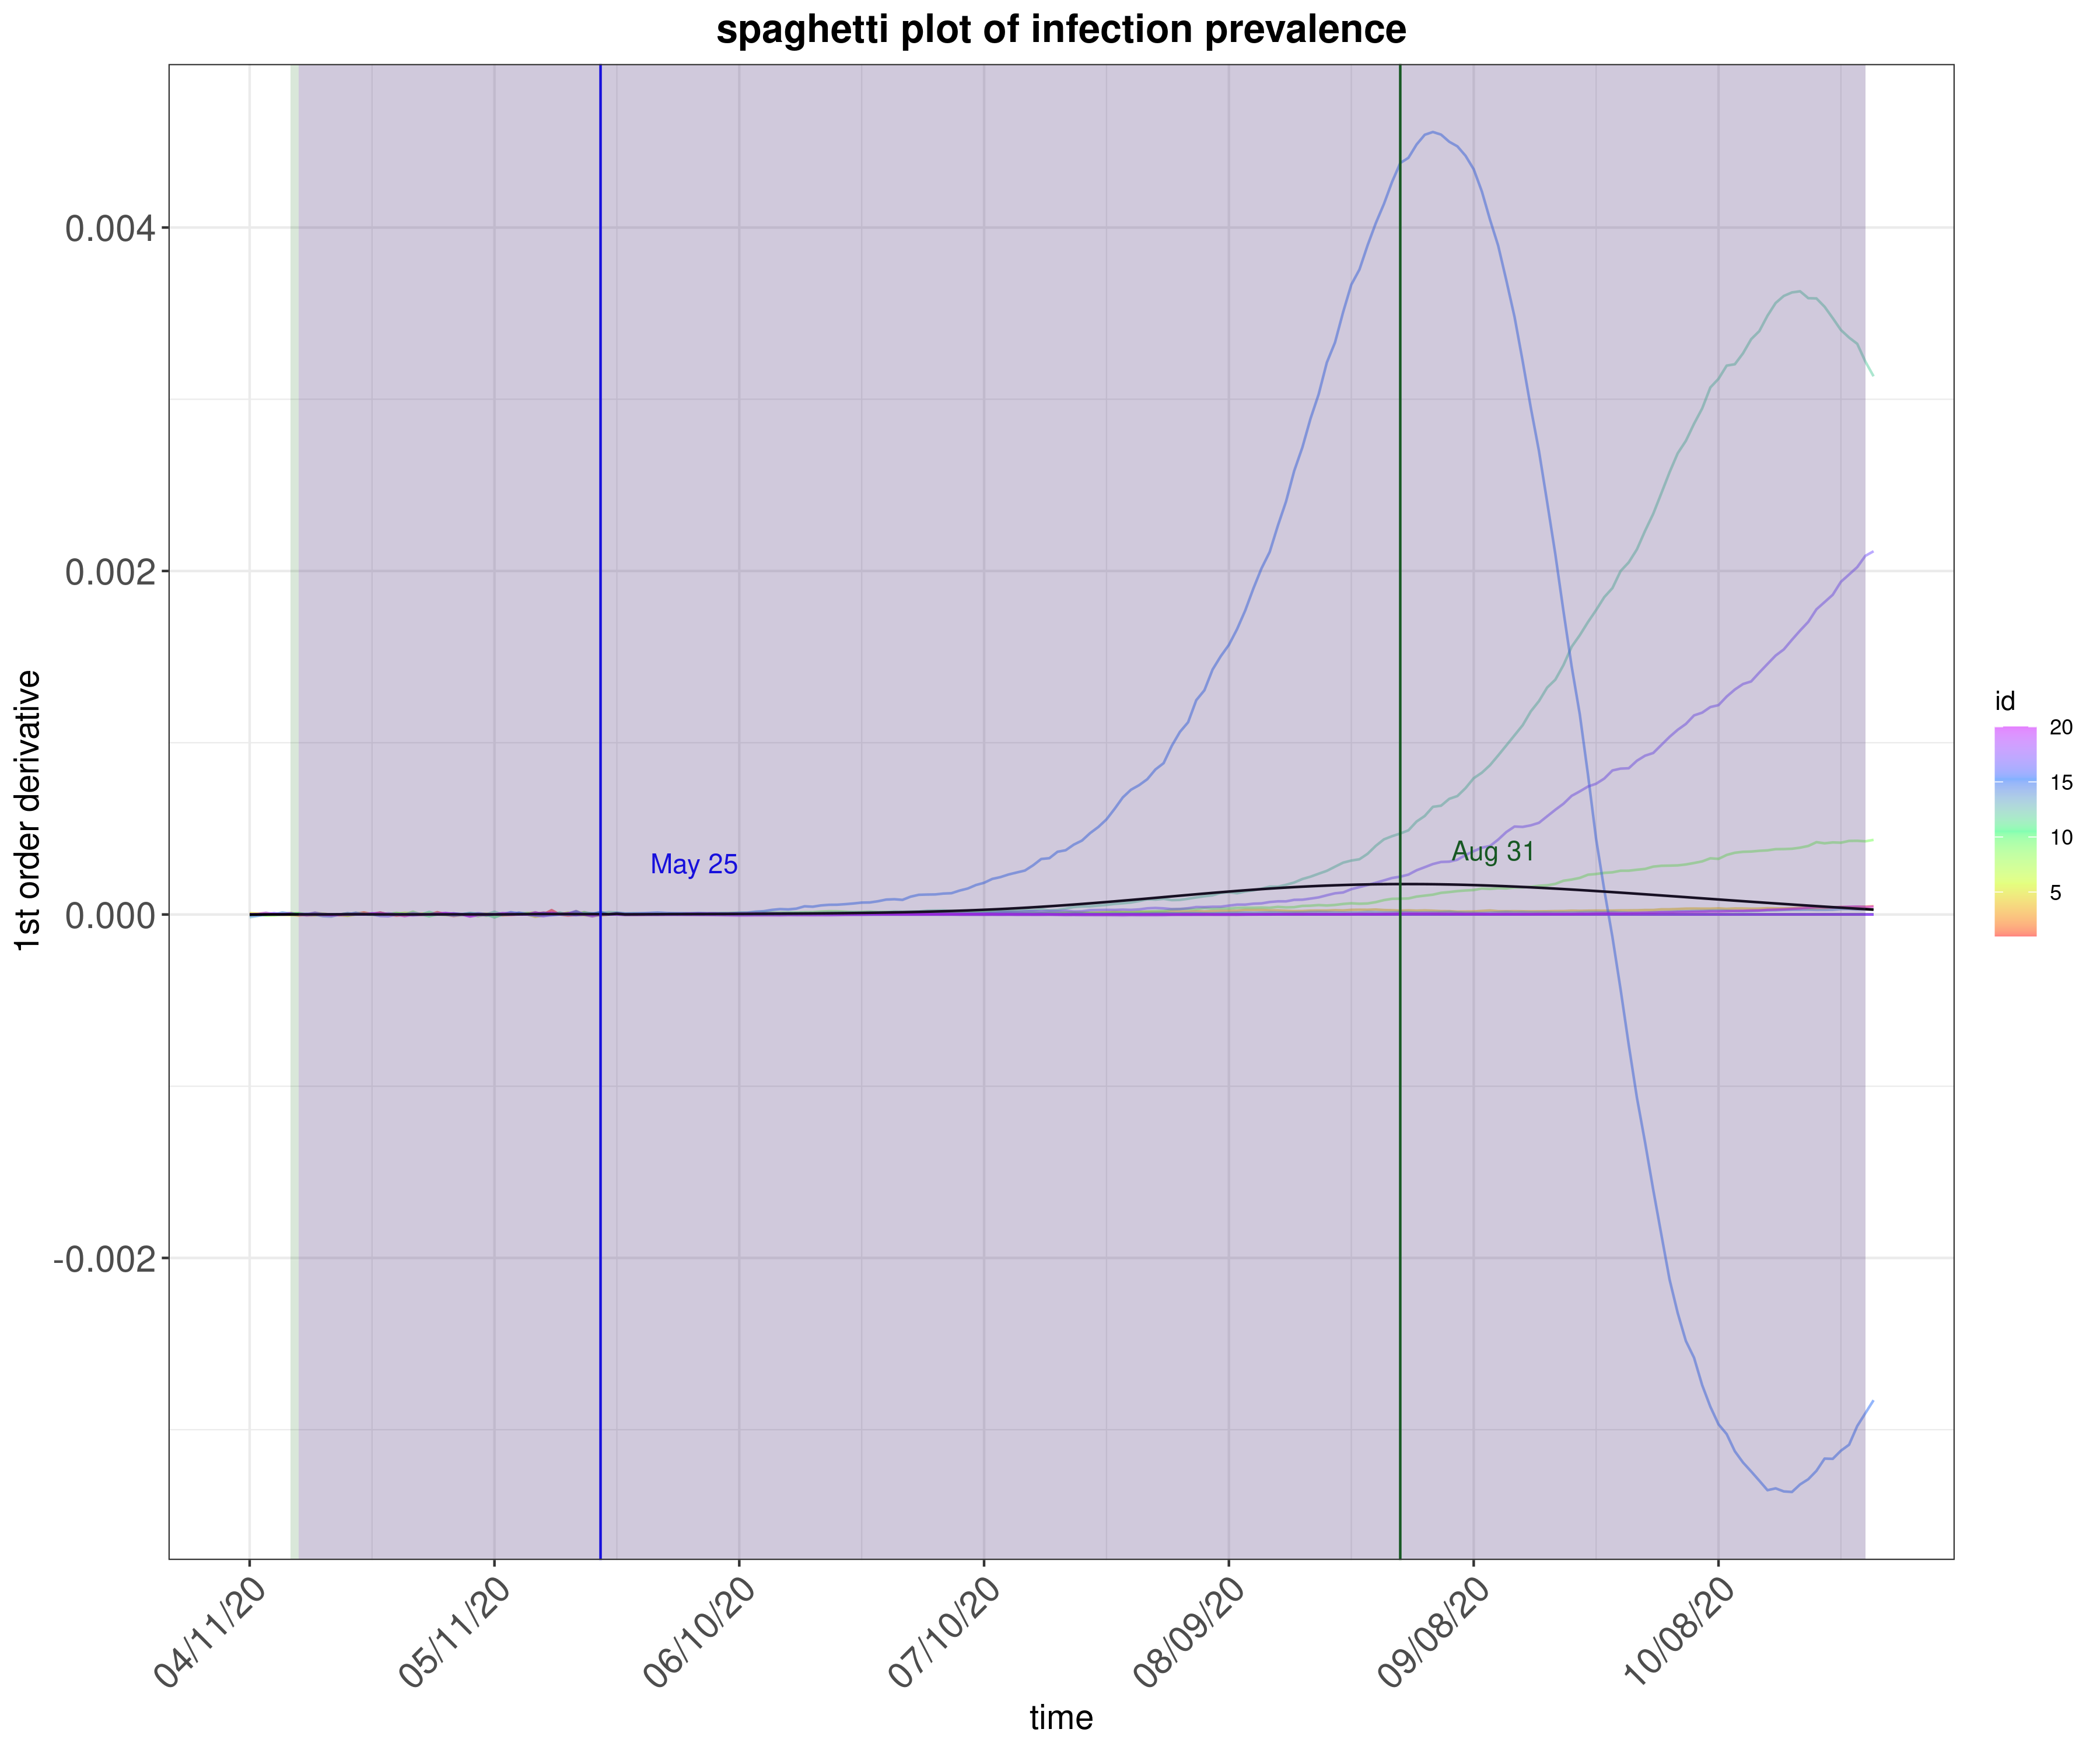 spaghetti plot of infection prevalence
1st order derivative
0.004
0.002
0.000
-0.002
May 25
Aug 31
04/11/20
05/11/20
06/10/20
07/10/20
08/09/20
09/08/20
10/08/20
time
id
20
15
10
5